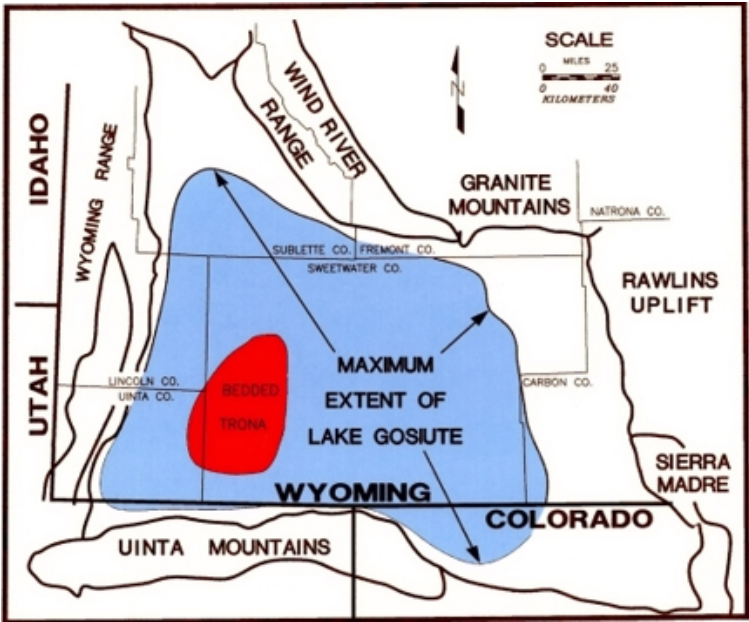 SCALE
MILES
0 25
0 40
KILOMETERS
N
IDAHO
WYOMING RANGE
WIND RIVER
RANGE
GRANITE
MOUNTAINS
NATRONA CO.
SUBLETTE CO. FREMONT CO.
SWEETWATER CO.
RAWLINS
UPLIFT
UTAH
LINCOLN CO.
UINTA CO.
BEDDED
TRONA
MAXIMUM
EXTENT OF
LAKE GOSIUTE
CARBON CO.
SIERRA
MADRE
WYOMING
COLORADO
UINTA MOUNTAINS